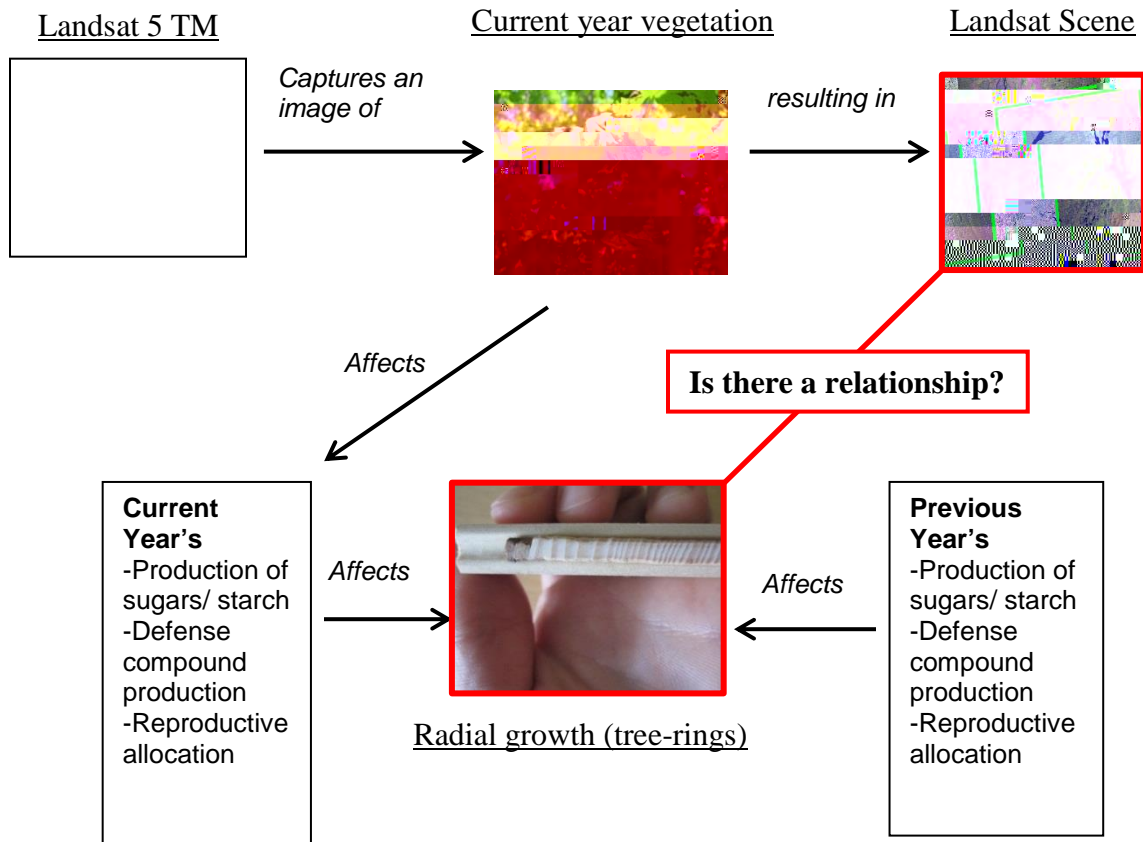 Landsat 5 TM
Current year vegetation
Landsat Scene
Captures an
image of
resulting in
Affects
Is there a relationship?
Current
Year's
-Production of
sugars/ starch
-Defense
compound
production
-Reproductive
allocation
Affects
Affects
Previous
Year's
-Production of
sugars/ starch
-Defense
compound
production
-Reproductive
allocation
Radial growth (tree-rings)